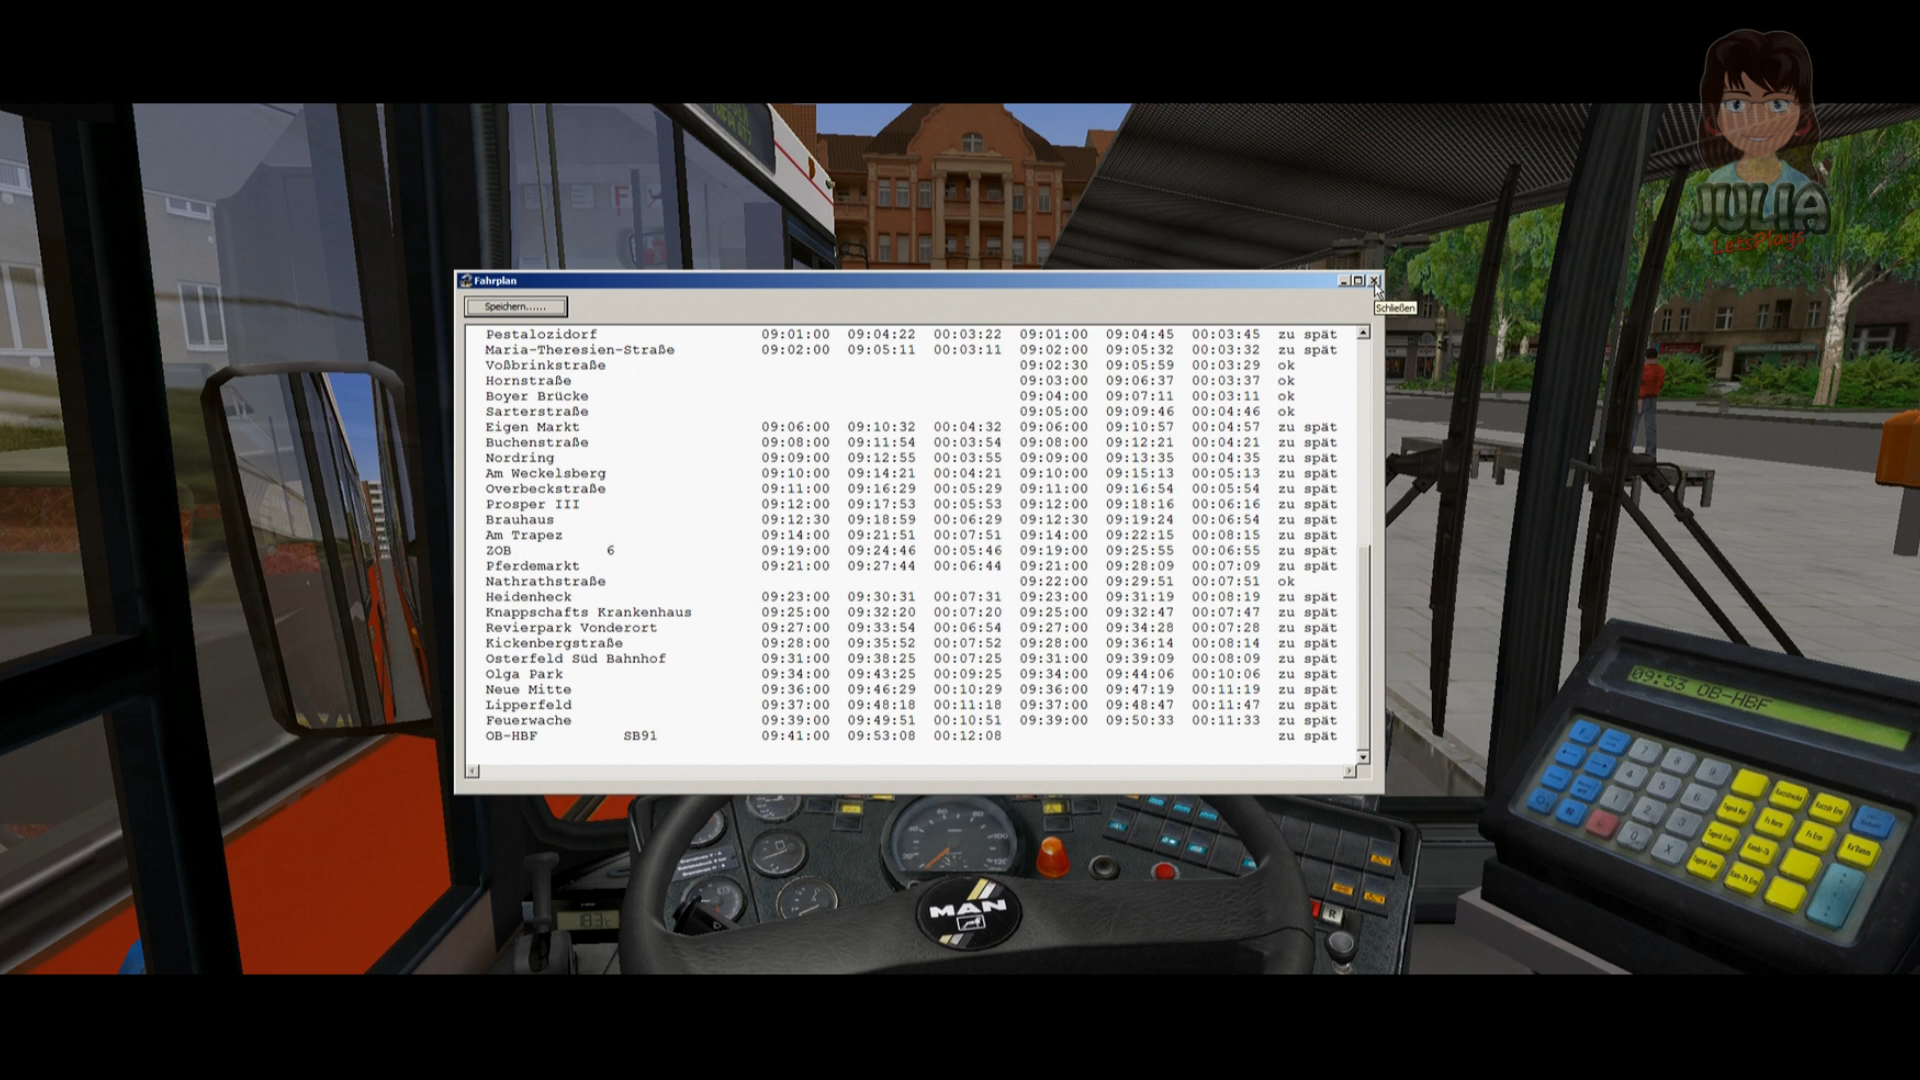 JULIA
LetsPlays
Fahrplan
Speichern......
Schließen
Pestalozidorf 09:01:00 09:04:22 00:03:22 09:01:00 09:04:45 00:03:45 zu spät
Maria-Theresien-Straße 09:02:00 09:05:11 00:03:11 09:02:00 09:05:32 00:03:32 zu spät
Voßbrinkstraße 09:02:30 09:05:59 00:03:29 ok
Hornstraße 09:03:00 09:06:37 00:03:37 ok
Boyer Brücke 09:04:00 09:07:11 00:03:11 ok
Sarterstraße 09:05:00 09:09:46 00:04:46 ok
Eigen Markt 09:06:00 09:10:32 00:04:32 09:06:00 09:10:57 00:04:57 zu spät
Buchenstraße 09:08:00 09:11:54 00:03:54 09:08:00 09:12:21 00:04:21 zu spät
Nordring 09:09:00 09:12:55 00:03:55 09:09:00 09:13:35 00:04:35 zu spät
Am Weckelsberg 09:10:00 09:14:21 00:04:21 09:10:00 09:15:13 00:05:13 zu spät
Overbeckstraße 09:11:00 09:16:29 00:05:29 09:11:00 09:16:54 00:05:54 zu spät
Prosper III 09:12:00 09:17:53 00:05:53 09:12:00 09:18:16 00:06:16 zu spät
Brauhaus 09:12:30 09:18:59 00:06:29 09:12:30 09:19:24 00:06:54 zu spät
Am Trapez 09:14:00 09:21:51 00:07:51 09:14:00 09:22:15 00:08:15 zu spät
ZOB 6 09:19:00 09:24:46 00:05:46 09:19:00 09:25:55 00:06:55 zu spät
Pferdemarkt 09:21:00 09:27:44 00:06:44 09:21:00 09:28:09 00:07:09 zu spät
Nathrathstraße 09:22:00 09:29:51 00:07:51 ok
Heidenheck 09:23:00 09:30:31 00:07:31 09:23:00 09:31:19 00:08:19 zu spät
Knappschafts Krankenhaus 09:25:00 09:32:20 00:07:20 09:25:00 09:32:47 00:07:47 zu spät
Revierpark Vonderort 09:27:00 09:33:54 00:06:54 09:27:00 09:34:28 00:07:28 zu spät
Kickenbergstraße 09:28:00 09:35:52 00:07:52 09:28:00 09:36:14 00:08:14 zu spät
Osterfeld Süd Bahnhof 09:31:00 09:38:25 00:07:25 09:31:00 09:39:09 00:08:09 zu spät
Olga Park 09:34:00 09:43:25 00:09:25 09:34:00 09:44:06 00:10:06 zu spät
Neue Mitte 09:36:00 09:46:29 00:10:29 09:36:00 09:47:19 00:11:19 zu spät
Lipperfeld 09:37:00 09:48:18 00:11:18 09:37:00 09:48:47 00:11:47 zu spät
Feuerwache 09:39:00 09:49:51 00:10:51 09:39:00 09:50:33 00:11:33 zu spät
OB-HBF SB91 09:41:00 09:53:08 00:12:08 zu spät
09:53 OB-HBF
MAN
R